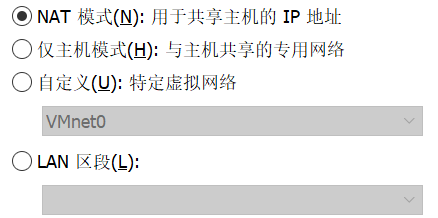 NAT 模式(N): 用于共享主机的 IP 地址
仅主机模式(H): 与主机共享的专用网络
自定义(U): 特定虚拟网络
VMnet0
LAN 区段(L):